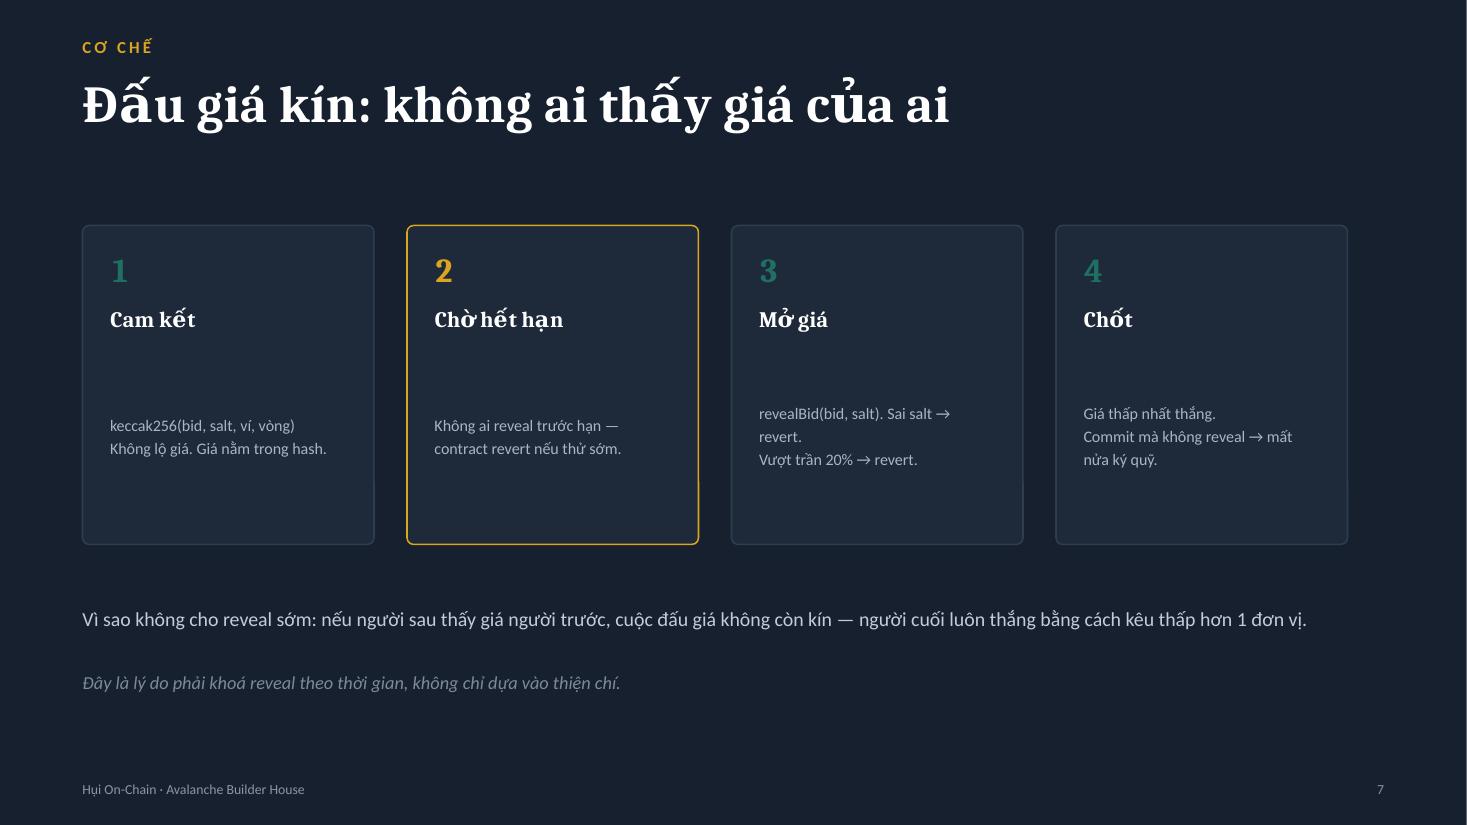 CƠ CHẾ
Đấu giá kín: không ai thấy giá của ai
1
Cam kết
keccak256(bid, salt, ví, vòng)
Không lộ giá. Giá nằm trong hash.
2
Chờ hết hạn
Không ai reveal trước hạn —
contract revert nếu thử sớm.
3
Mở giá
revealBid(bid, salt). Sai salt →
revert.
Vượt trần 20% → revert.
4
Chốt
Giá thấp nhất thắng.
Commit mà không reveal → mất
nửa ký quỹ.
Vì sao không cho reveal sớm: nếu người sau thấy giá người trước, cuộc đấu giá không còn kín — người cuối luôn thắng bằng cách kêu thấp hơn 1 đơn vị.
Đây là lý do phải khoá reveal theo thời gian, không chỉ dựa vào thiện chí.
Hụi On-Chain · Avalanche Builder House
7